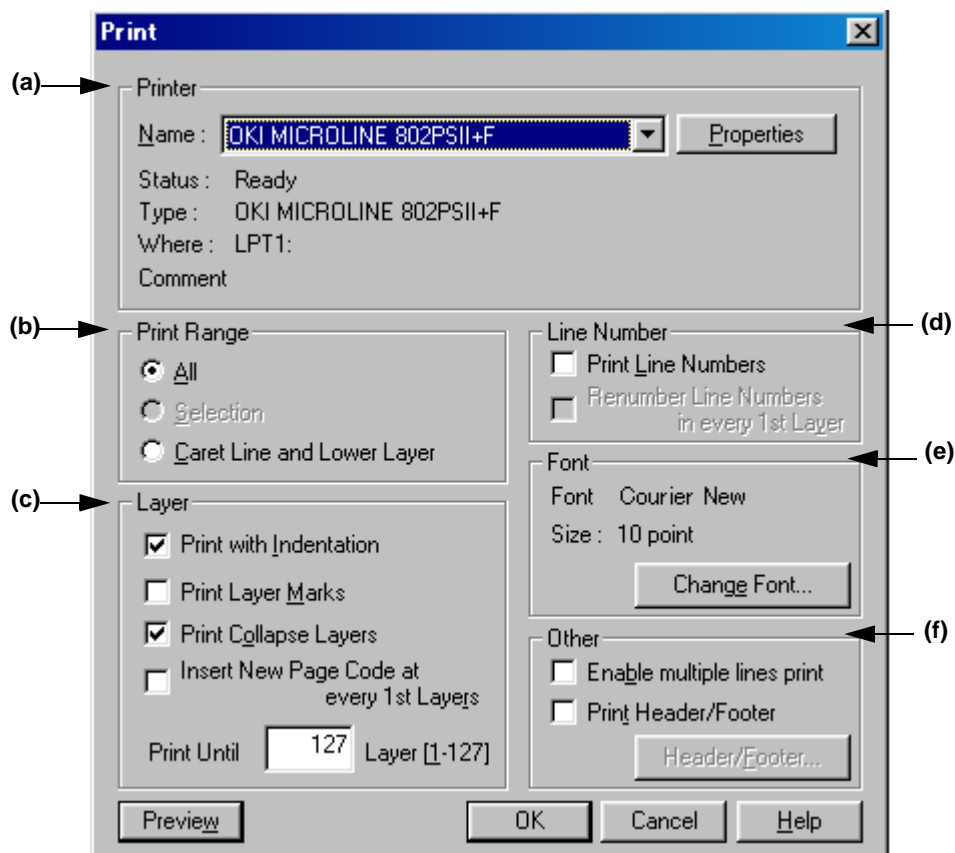 Print
(a)
Printer
Name : OKI MICROLINE 802PSII+F Properties
Status : Ready
Type : OKI MICROLINE 802PSII+F
Where : LPT1:
Comment
(b)
Print Range
All
Selection
Caret Line and Lower Layer
(c)
Layer
Print with Indentation
Print Layer Marks
Print Collapse Layers
Insert New Page Code at
every 1st Layers
Print Until 127 Layer [1-127]
(d)
Line Number
Print Line Numbers
Renumber Line Numbers
in every 1st Layer
(e)
Font
Font Courier New
Size : 10 point
Change Font...
(f)
Other
Enable multiple lines print
Print Header/Footer
Header/Footer...
Preview OK Cancel Help